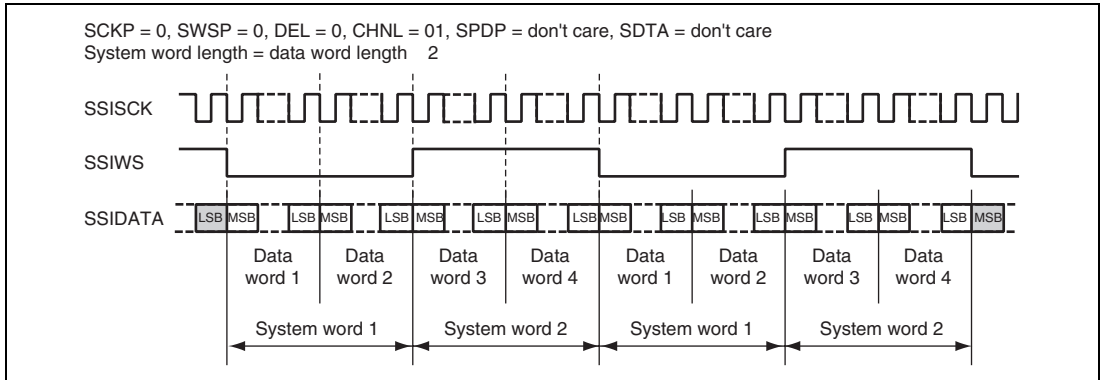 SCKP = 0, SWSP = 0, DEL = 0, CHNL = 01, SPDP = don't care, SDTA = don't care
System word length = data word length 2
SSISCK
SSIWS
SSIDATA
LSB MSB LSB MSB LSB MSB LSB MSB LSB MSB LSB MSB LSB MSB LSB MSB LSB MSB
Data word 1 Data word 2 Data word 3 Data word 4 Data word 1 Data word 2 Data word 3 Data word 4
System word 1 System word 2 System word 1 System word 2